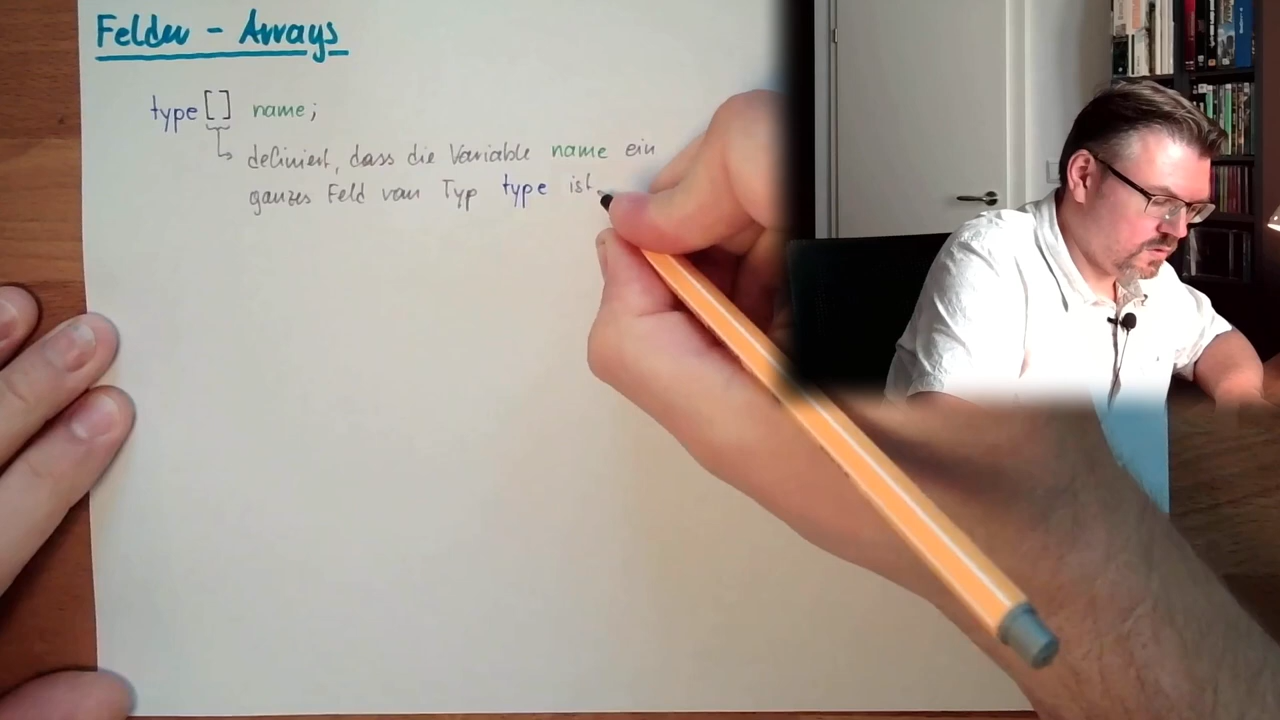 Felder - Arrays
type[] name;
definiert, dass die Variable name ein
ganzes Feld vom Typ type ist